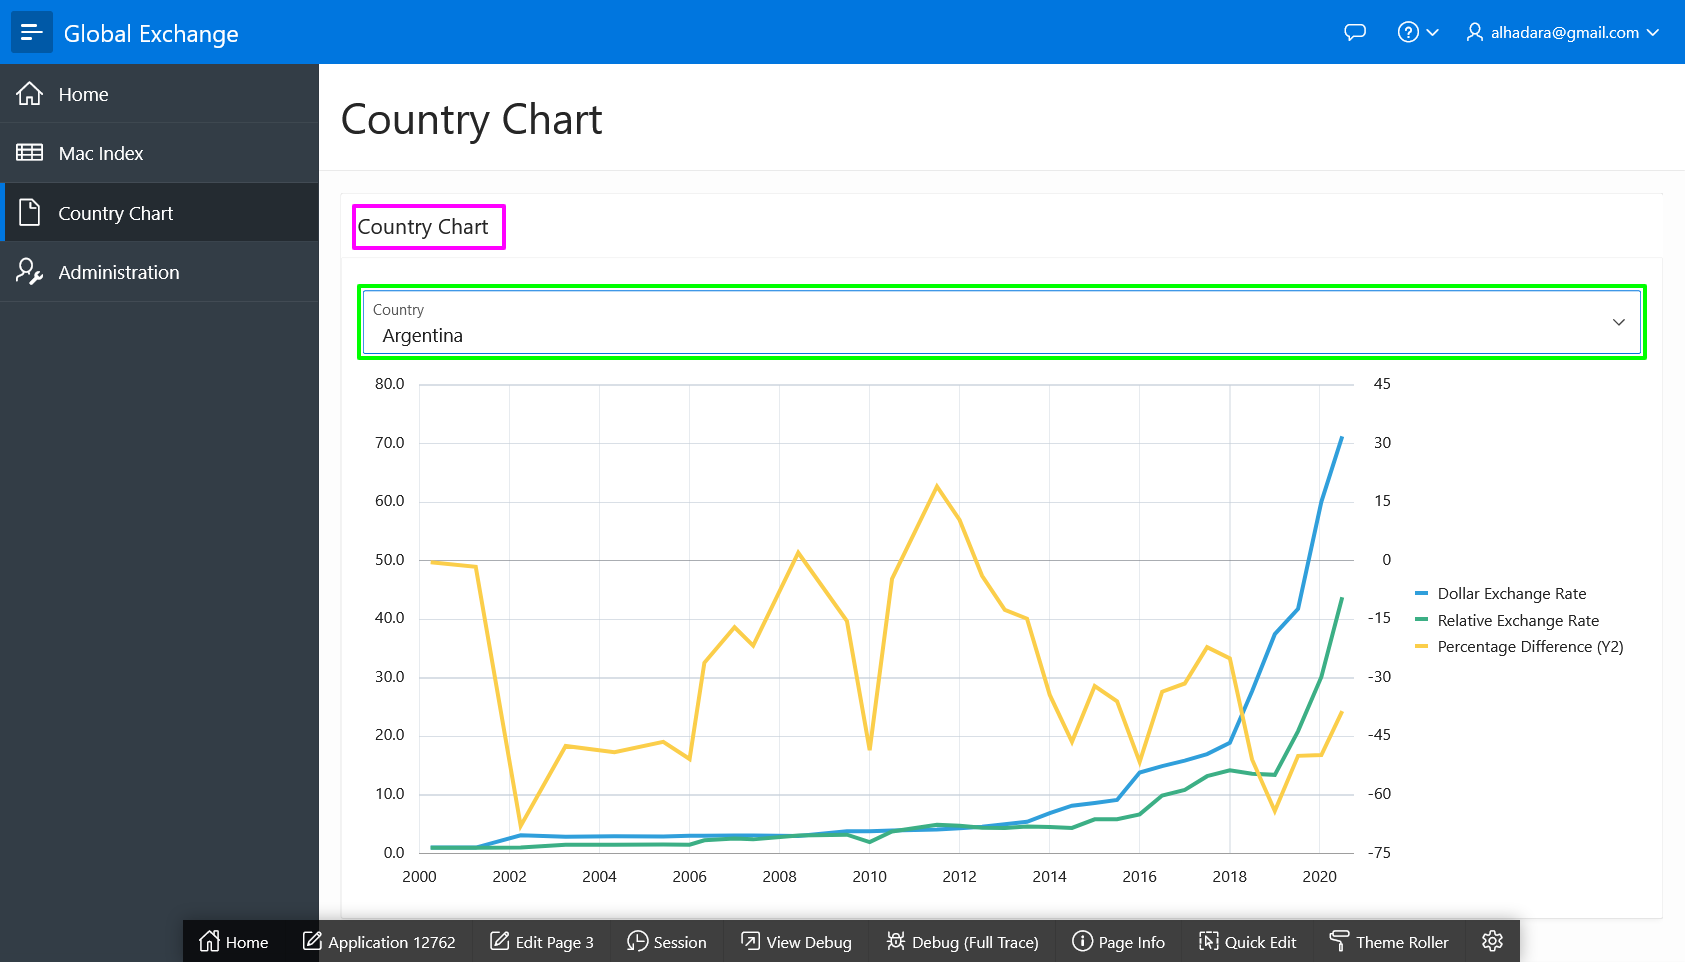 Global Exchange
alhadara@gmail.com
Home
Mac Index
Country Chart
Administration
Country Chart
Country Chart
Country
Argentina
80.0
70.0
60.0
50.0
40.0
30.0
20.0
10.0
0.0
45
30
15
0
-15
-30
-45
-60
-75
2000 2002 2004 2006 2008 2010 2012 2014 2016 2018 2020
Dollar Exchange Rate
Relative Exchange Rate
Percentage Difference (Y2)
Home Application 12762 Edit Page 3 Session View Debug Debug (Full Trace) Page Info Quick Edit Theme Roller